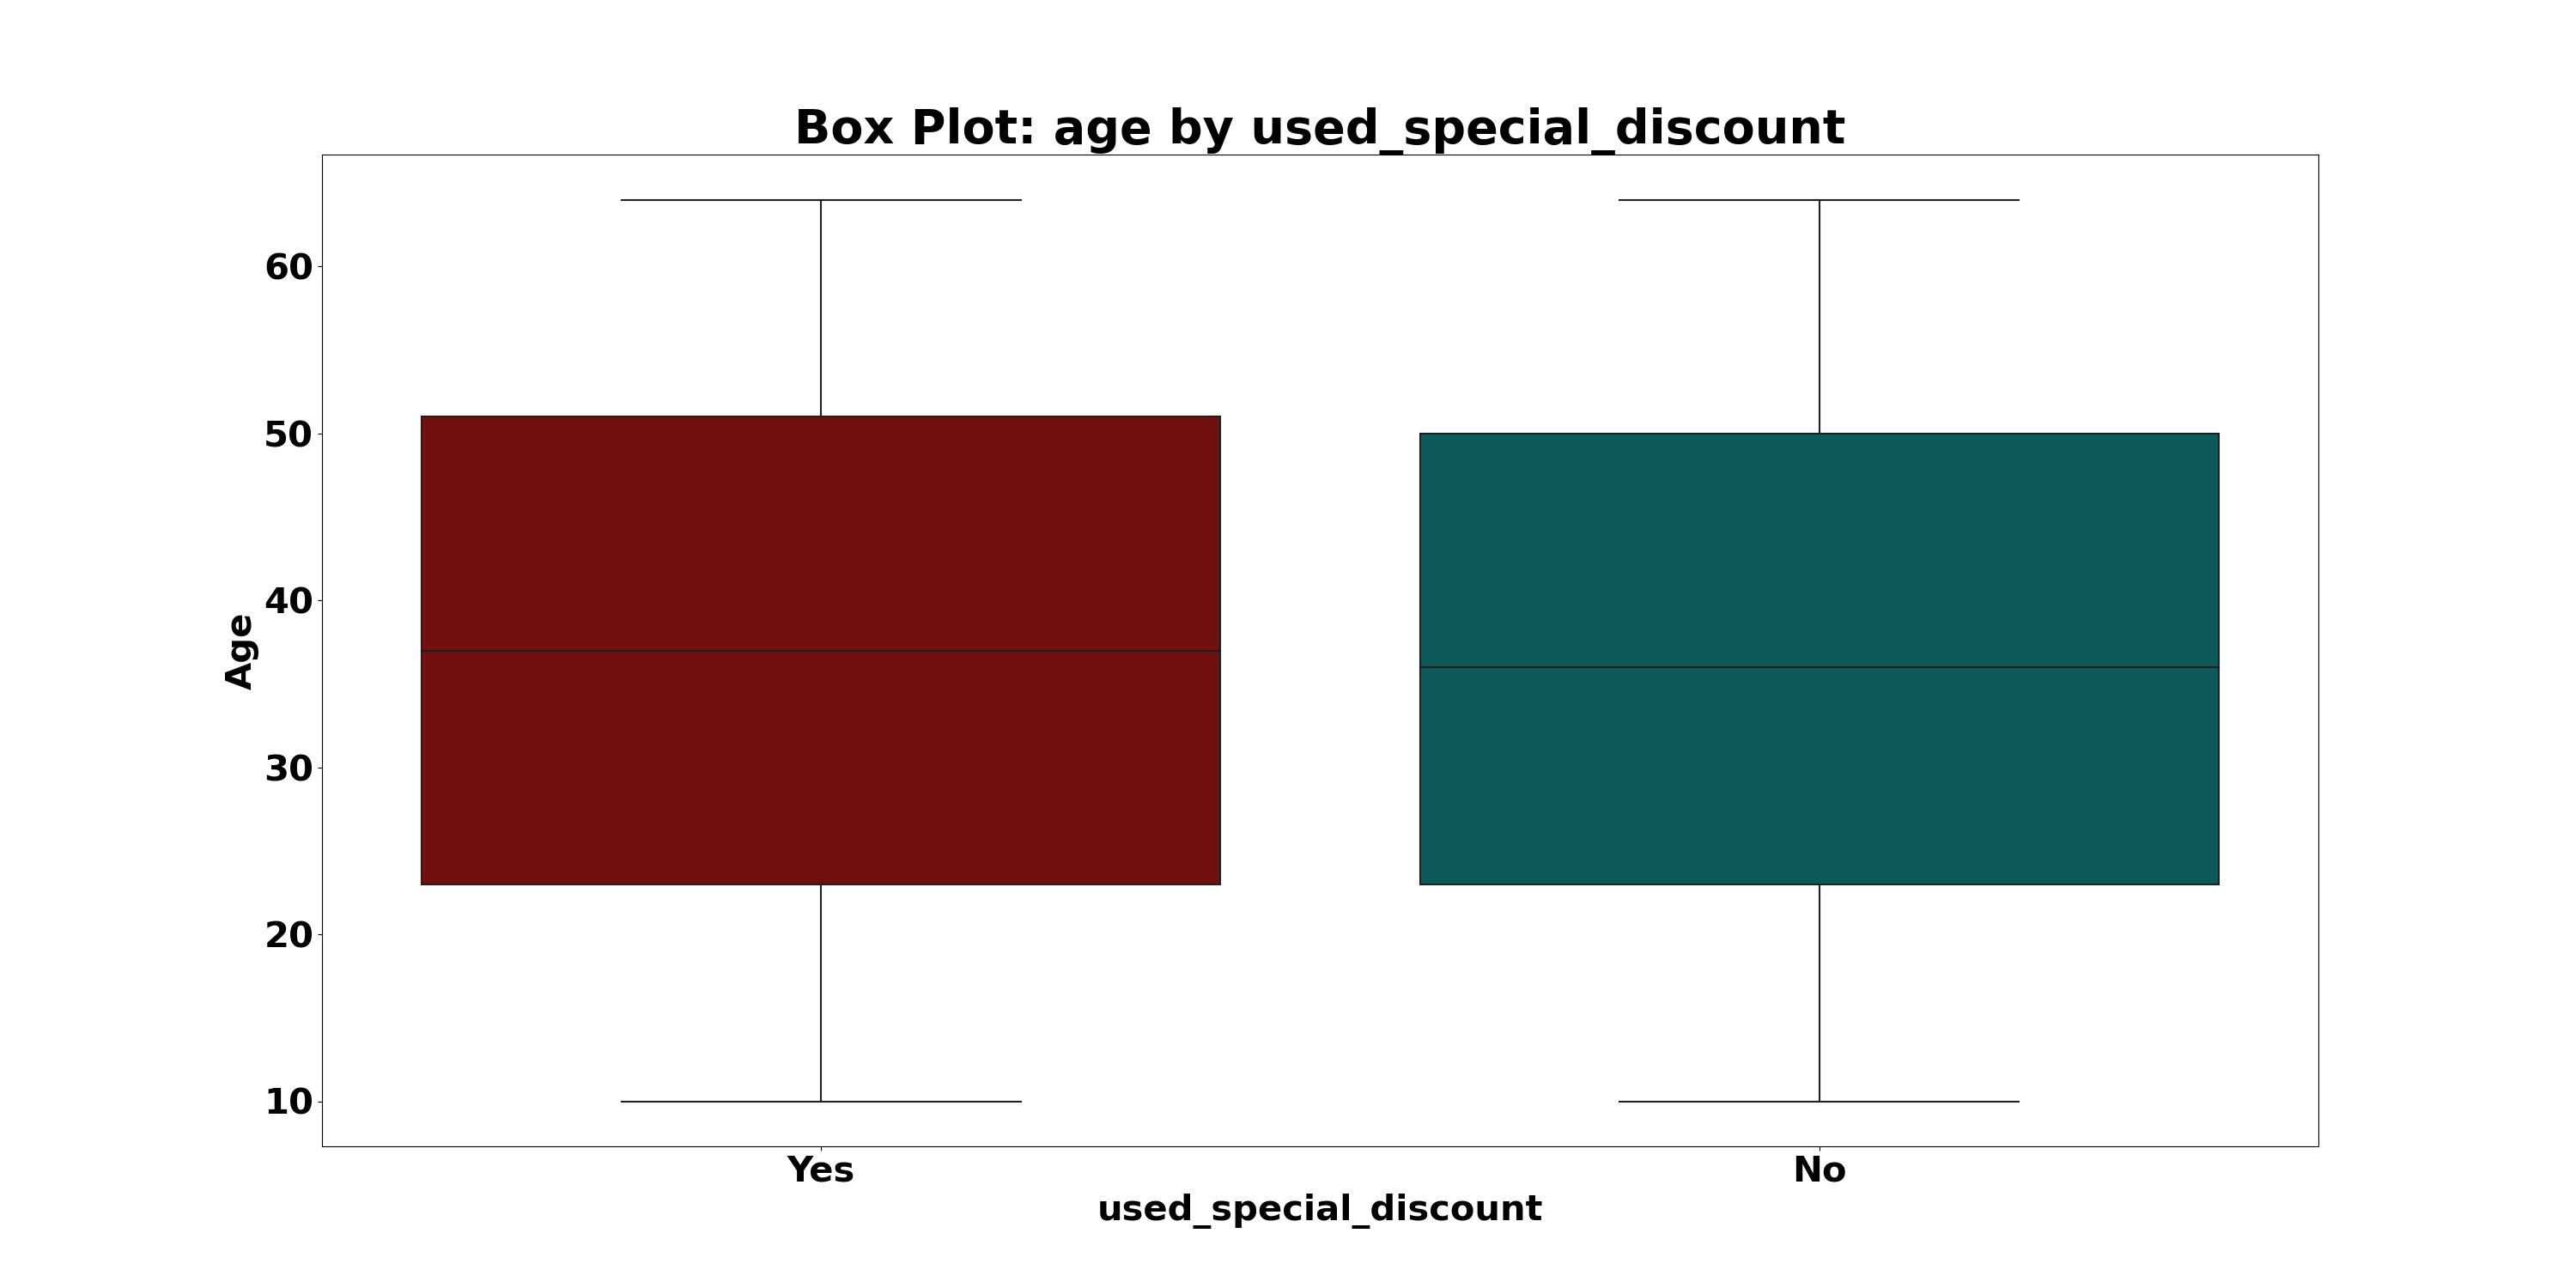 Box Plot: age by used_special_discount
60
50
40
30
20
10
Age
Yes No
used_special_discount